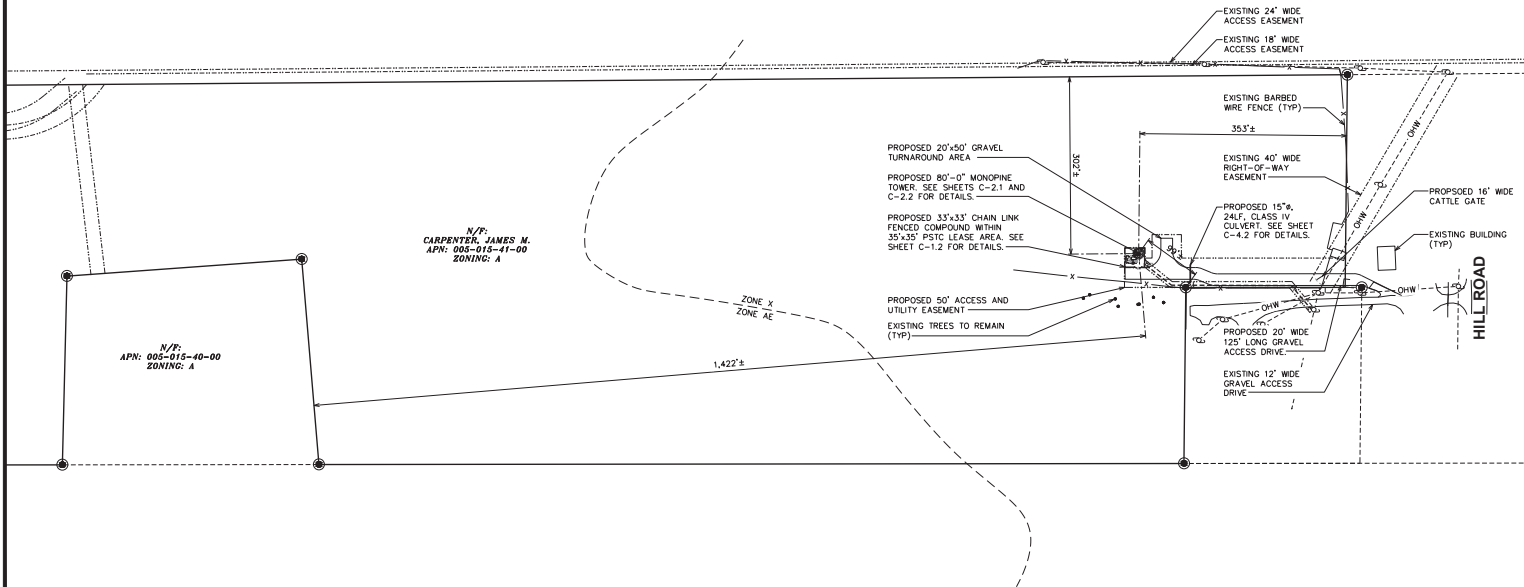 EXISTING 24' WIDE
ACCESS EASEMENT
EXISTING 18' WIDE
ACCESS EASEMENT
EXISTING BARBED
WIRE FENCE (TYP)
353'±
302'±
OHW
PROPOSED 20'x50' GRAVEL
TURNAROUND AREA
PROPOSED 80'-0" MONOPINE
TOWER. SEE SHEETS C-2.1 AND
C-2.2 FOR DETAILS.
PROPOSED 33'x33' CHAIN LINK
FENCED COMPOUND WITHIN
35'x35' PSTC LEASE AREA. SEE
SHEET C-1.2 FOR DETAILS.
EXISTING 40' WIDE
RIGHT-OF-WAY
EASEMENT
PROPSOED 16' WIDE
CATTLE GATE
PROPOSED 15"ø,
24LF, CLASS IV
CULVERT. SEE SHEET
C-4.2 FOR DETAILS.
EXISTING BUILDING
(TYP)
N/F:
CARPENTER, JAMES M.
APN: 005-015-41-00
ZONING: A
99'
OHW
HILL ROAD
ZONE X
ZONE AE
PROPOSED 50' ACCESS AND
UTILITY EASEMENT
EXISTING TREES TO REMAIN
(TYP)
OHW
OHW
PROPOSED 20' WIDE
125' LONG GRAVEL
ACCESS DRIVE.
N/F:
APN: 005-015-40-00
ZONING: A
1,422'±
EXISTING 12' WIDE
GRAVEL ACCESS
DRIVE